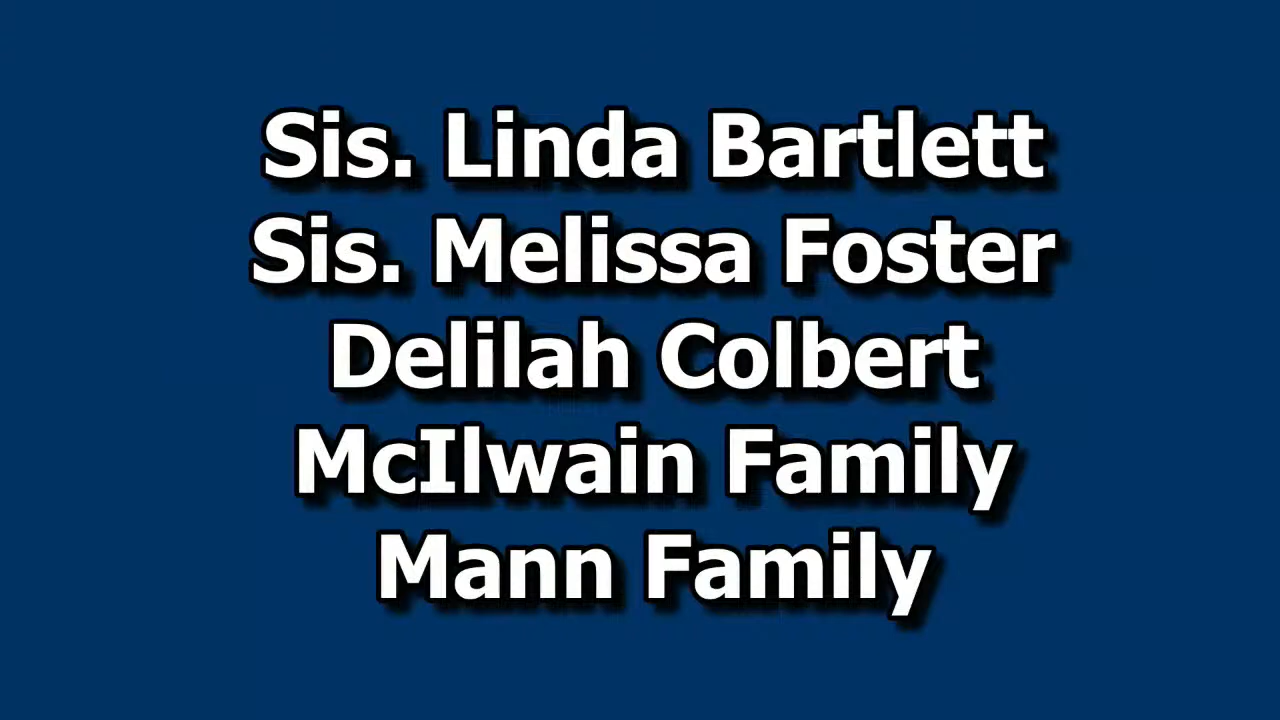 Sis. Linda Bartlett
Sis. Melissa Foster
Delilah Colbert
McIlwain Family
Mann Family